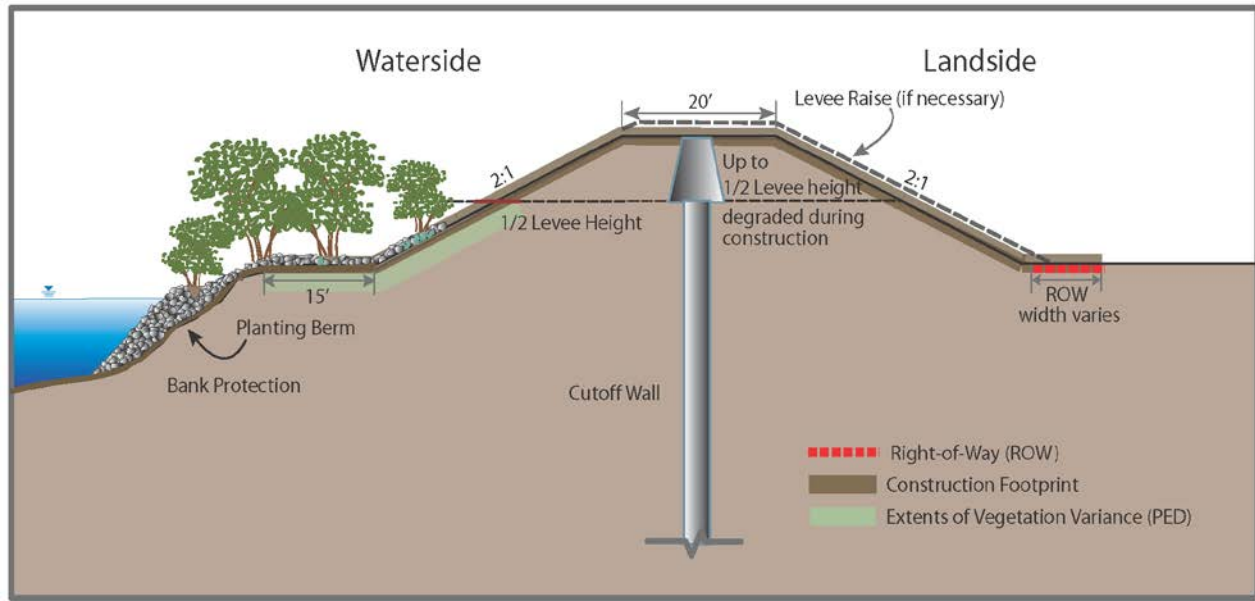 Waterside
Landside
20’
Levee Raise (if necessary)
2:1
Up to
1/2 Levee height
degraded during
construction
2:1
1/2 Levee Height
15’
Planting Berm
Bank Protection
ROW
width varies
Cutoff Wall
Right-of-Way (ROW)
Construction Footprint
Extents of Vegetation Variance (PED)